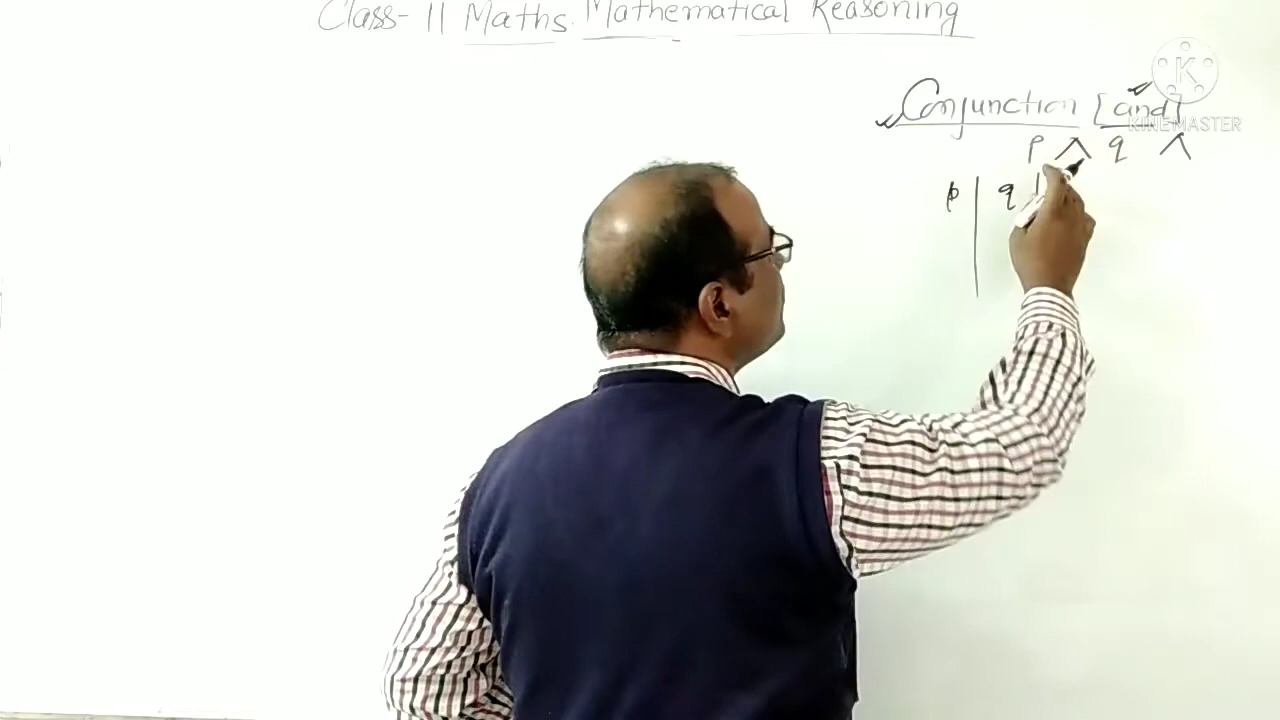 Class-11 Maths. Mathematical Reasoning
Conjunction [and]
KINEMASTER
p ∧ q ∧
p q